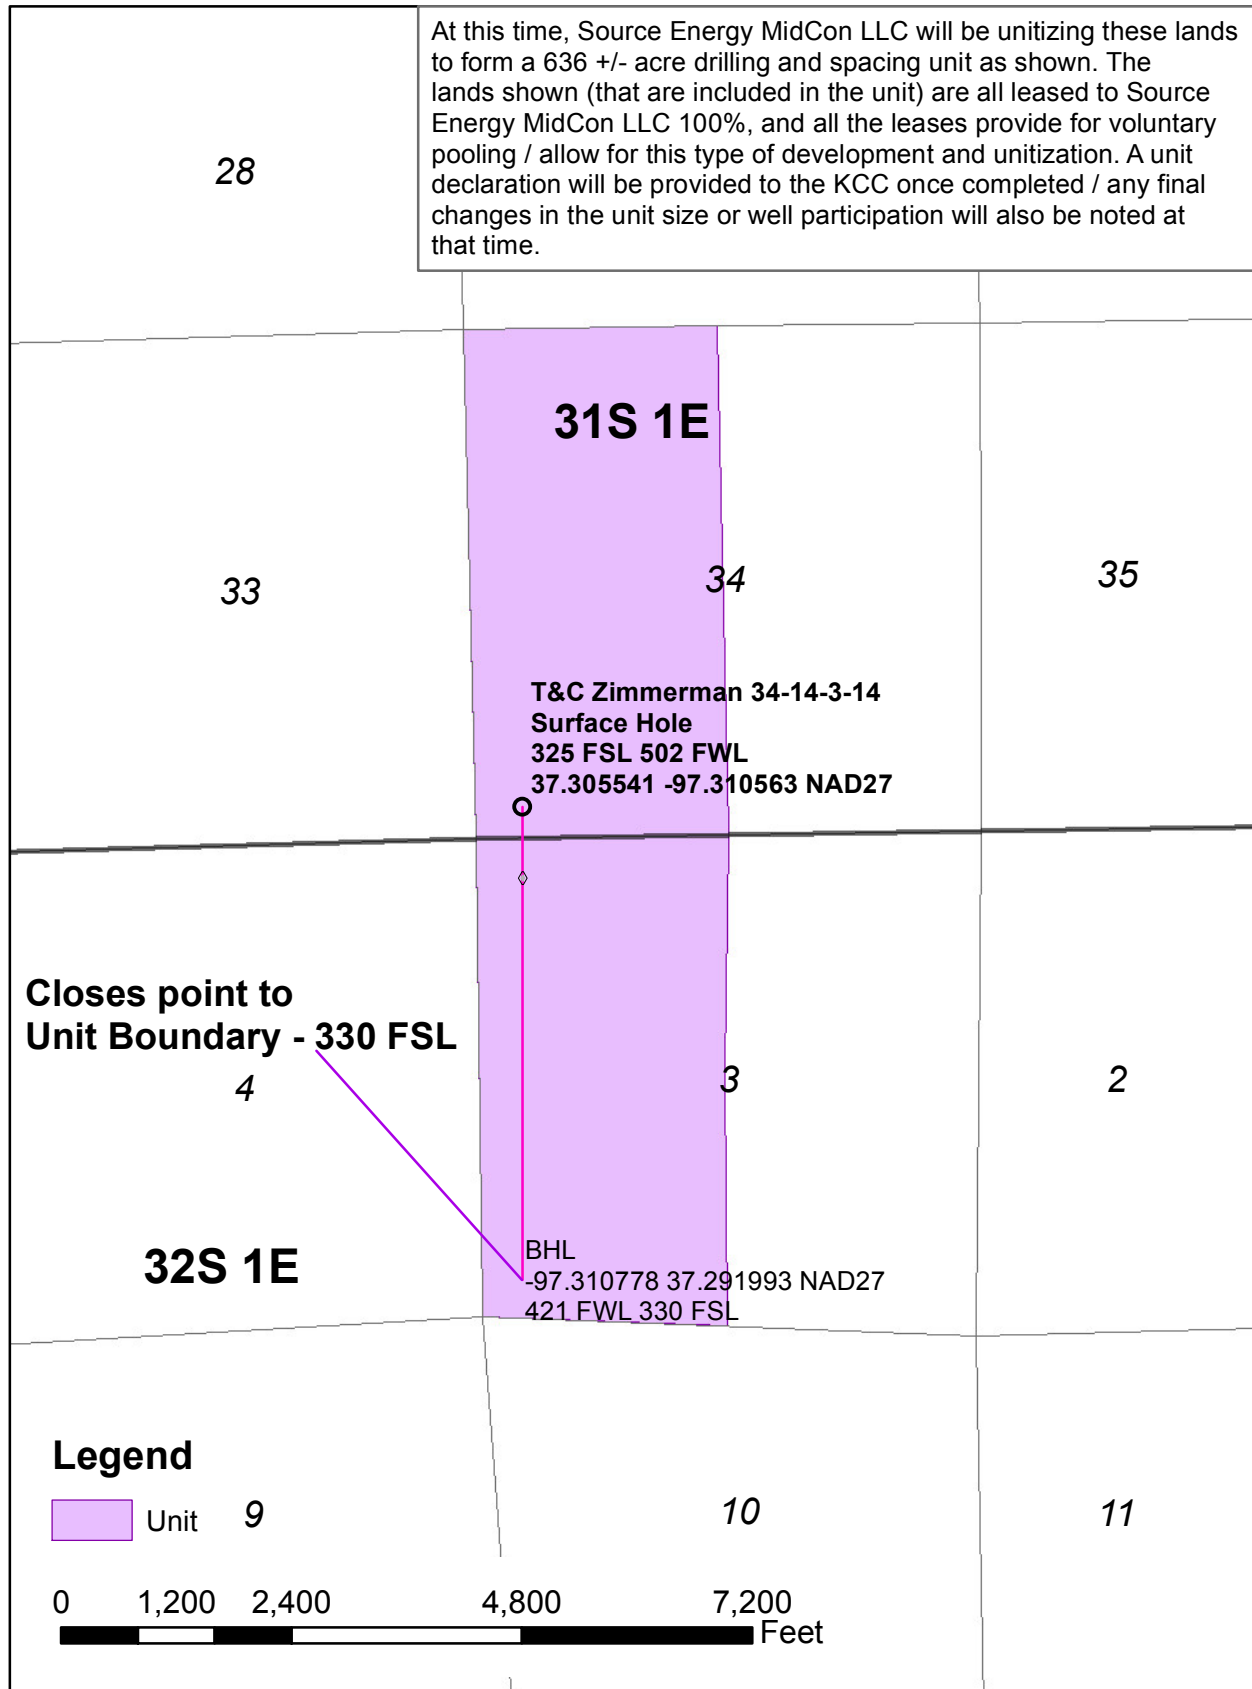 At this time, Source Energy MidCon LLC will be unitizing these lands
to form a 636 +/- acre drilling and spacing unit as shown. The
lands shown (that are included in the unit) are all leased to Source
Energy MidCon LLC 100%, and all the leases provide for voluntary
pooling / allow for this type of development and unitization. A unit
declaration will be provided to the KCC once completed / any final
changes in the unit size or well participation will also be noted at
that time.
28
31S 1E
33
34
35
T&C Zimmerman 34-14-3-14
Surface Hole
325 FSL 502 FWL
37.305541 -97.310563 NAD27
Closes point to
Unit Boundary - 330 FSL
4
3
2
32S 1E
BHL
-97.310778 37.291993 NAD27
421 FWL 330 FSL
Legend
Unit
9
10
11
0 1,200 2,400 4,800 7,200
Feet